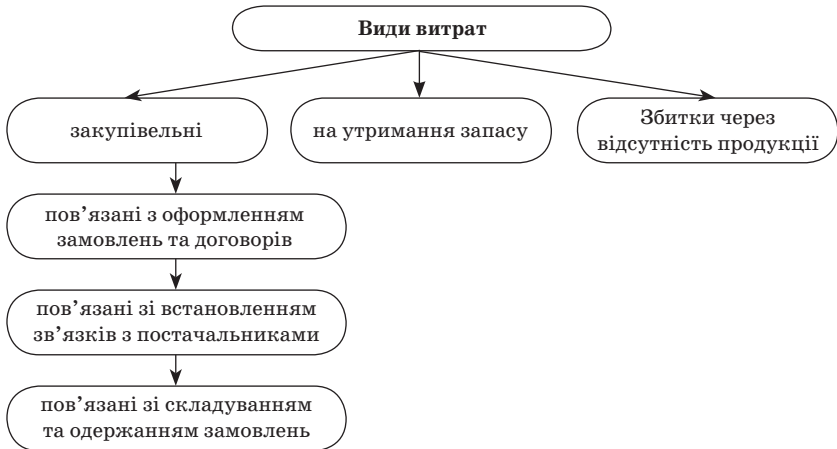 Види витрат
закупівельні
на утримання запасу
Збитки через
відсутність продукції
пов’язані з оформленням
замовлень та договорів
пов’язані зі встановленням
зв’язків з постачальниками
пов’язані зі складуванням
та одержанням замовлень